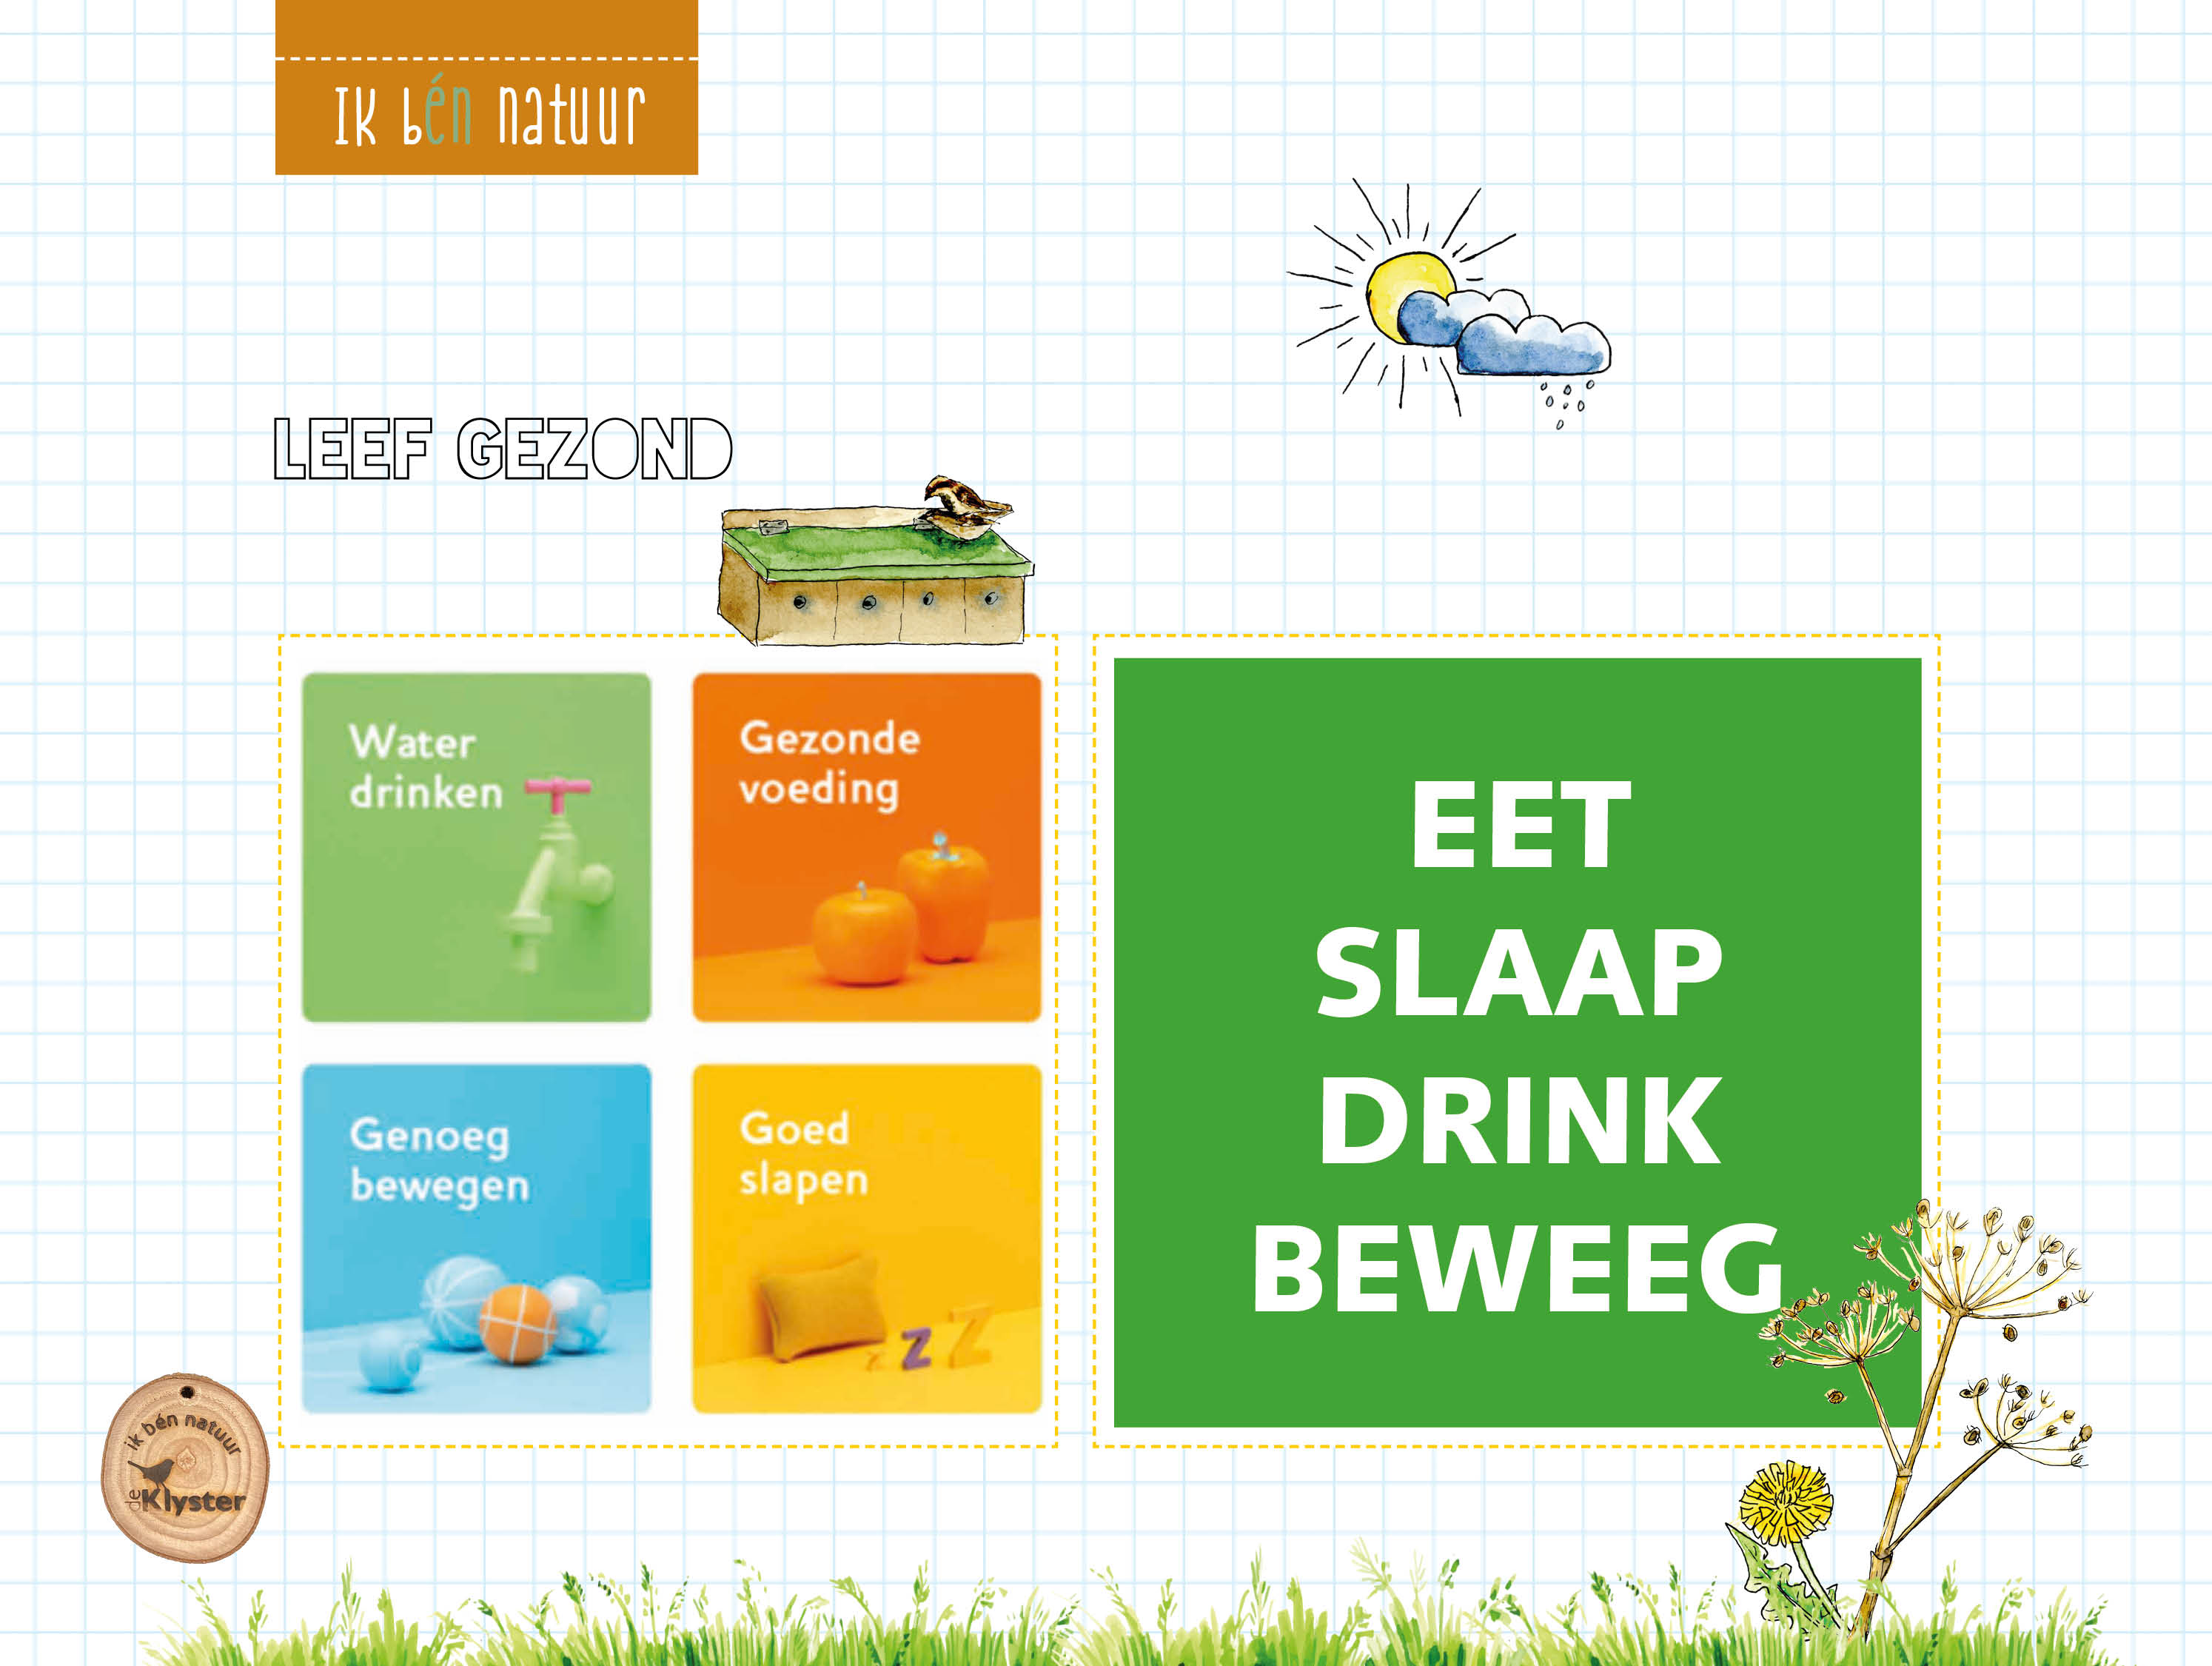 Ik bén natuur
LEEF GEZOND
Water
drinken
Gezonde
voeding
Genoeg
bewegen
Goed
slapen
z z Z
EET
SLAAP
DRINK
BEWEEG
ik bén natuur
de Klyster